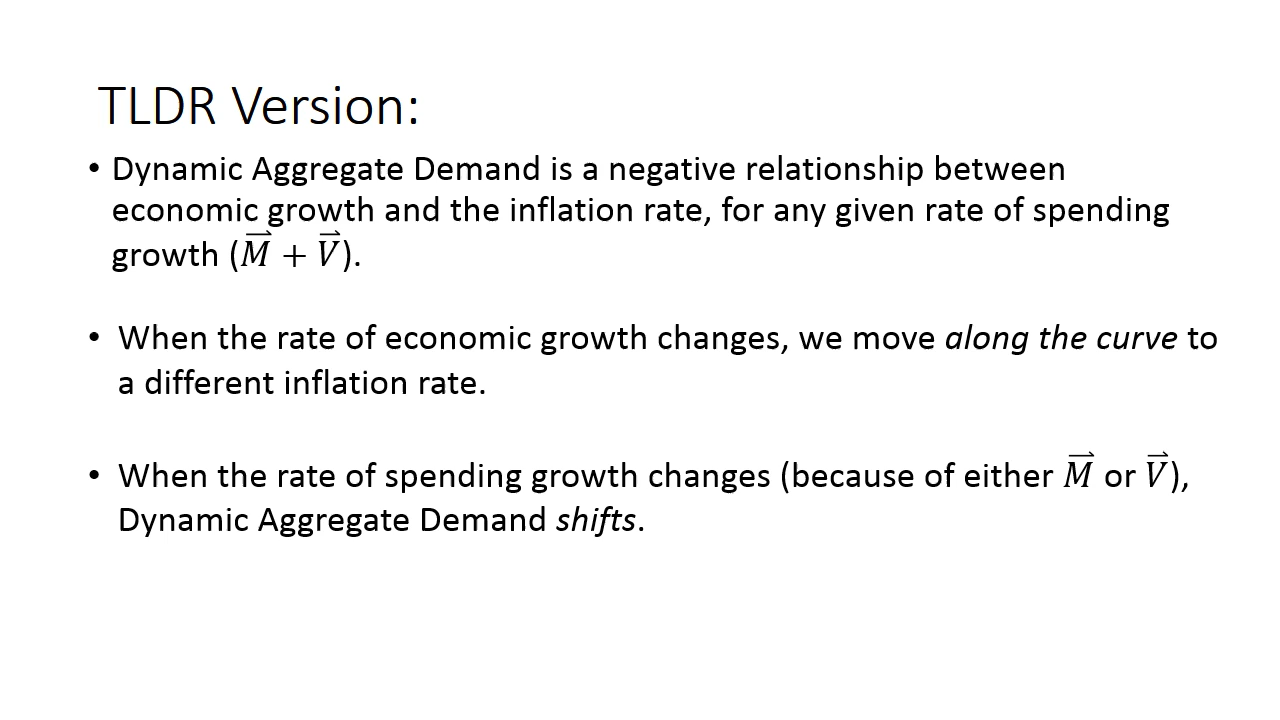 TLDR Version:
• Dynamic Aggregate Demand is a negative relationship between
economic growth and the inflation rate, for any given rate of spending
growth (M⃗ + V⃗).
• When the rate of economic growth changes, we move along the curve to
a different inflation rate.
• When the rate of spending growth changes (because of either M⃗ or V⃗),
Dynamic Aggregate Demand shifts.